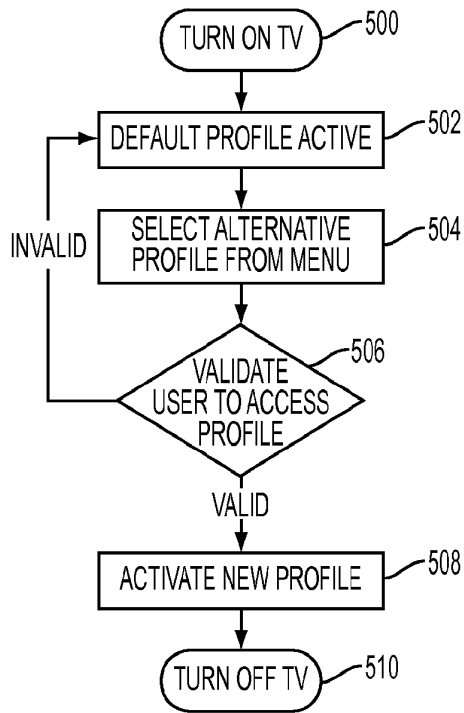 TURN ON TV
500
DEFAULT PROFILE ACTIVE
502
SELECT ALTERNATIVE
PROFILE FROM MENU
504
INVALID
VALIDATE
USER TO ACCESS
PROFILE
506
VALID
ACTIVATE NEW PROFILE
508
TURN OFF TV
510